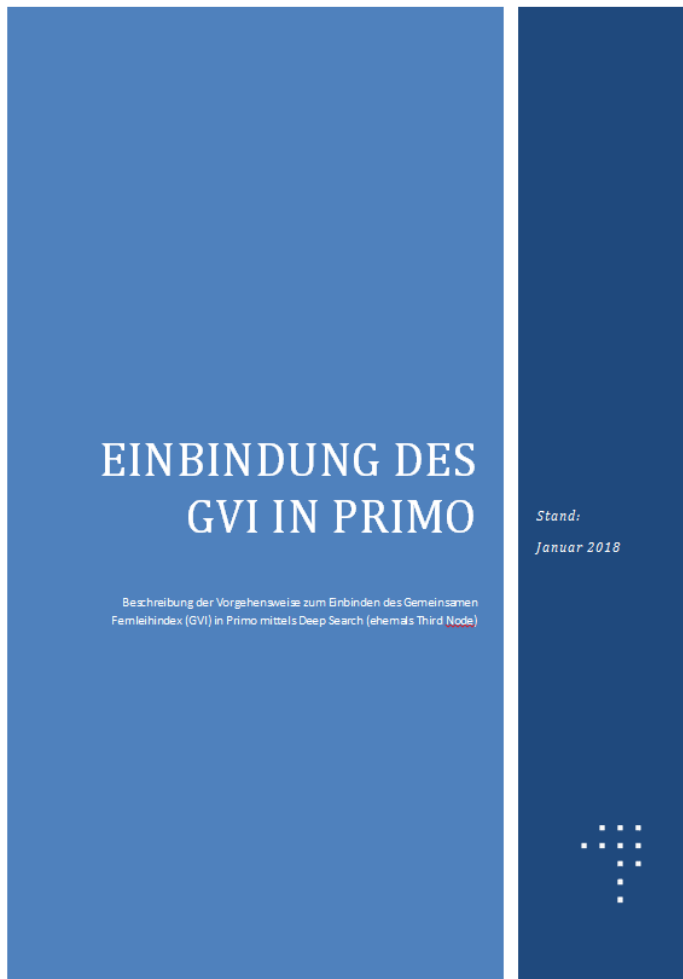 EINBINDUNG DES
GVI IN PRIMO
Beschreibung der Vorgehensweise zum Einbinden des Gemeinsamen
Fernleihindex (GVI) in Primo mittels Deep Search (ehemals Third Node)
Stand:
Januar 2018